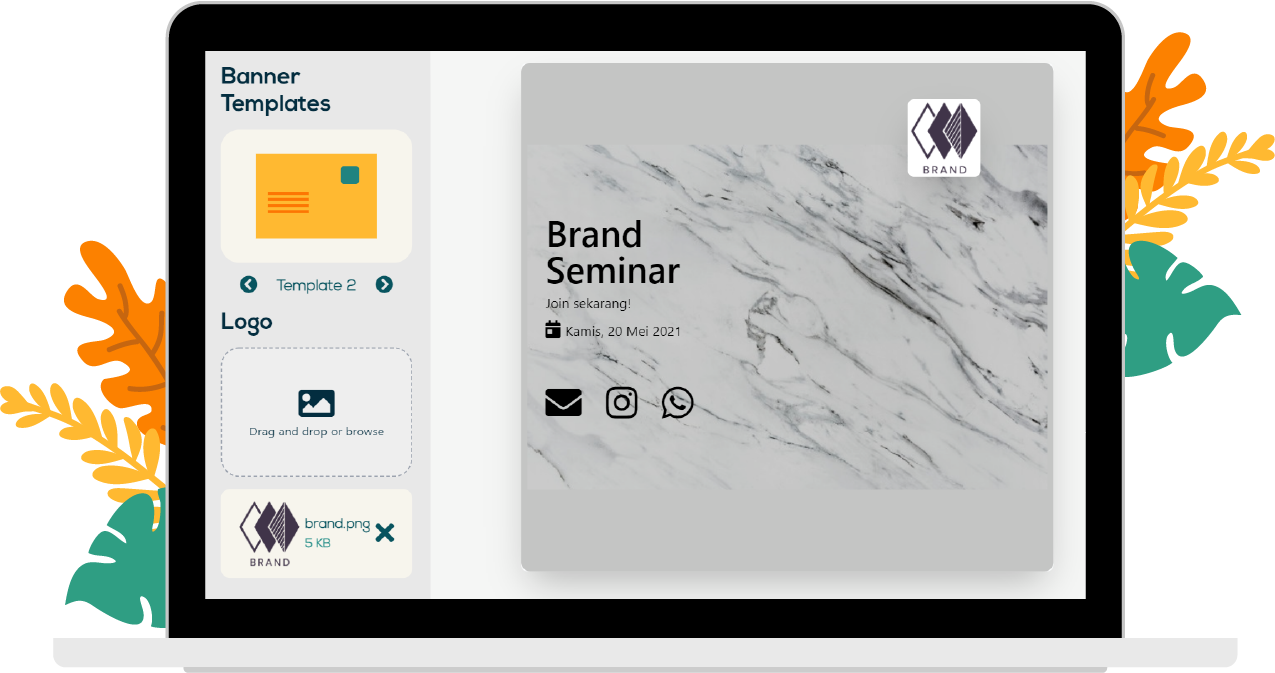 Banner
Templates
Template 2
Logo
Drag and drop or browse
BRAND
brand.png
5 KB
BRAND
Brand
Seminar
Join sekarang!
Kamis, 20 Mei 2021